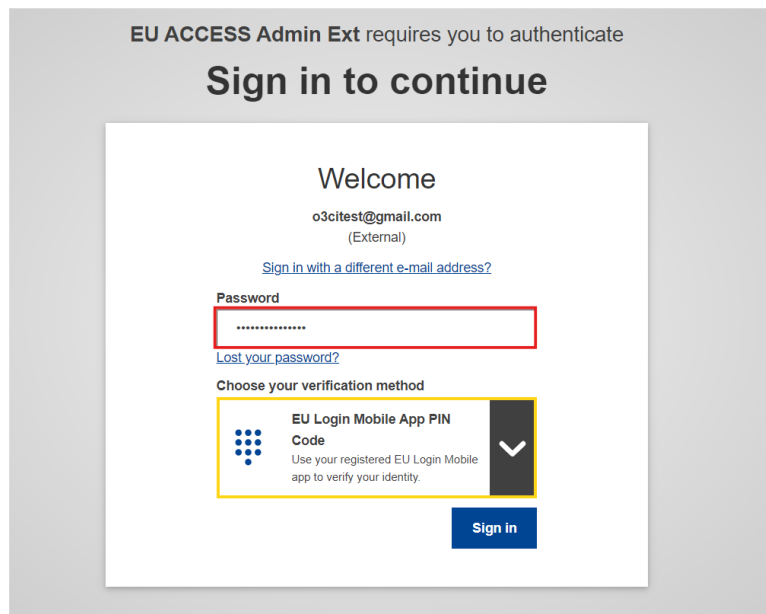 EU ACCESS Admin Ext requires you to authenticate
Sign in to continue
Welcome
o3citest@gmail.com
(External)
Sign in with a different e-mail address?
Password
•••••••••••••••
Lost your password?
Choose your verification method
EU Login Mobile App PIN
Code
Use your registered EU Login Mobile
app to verify your identity.
Sign in